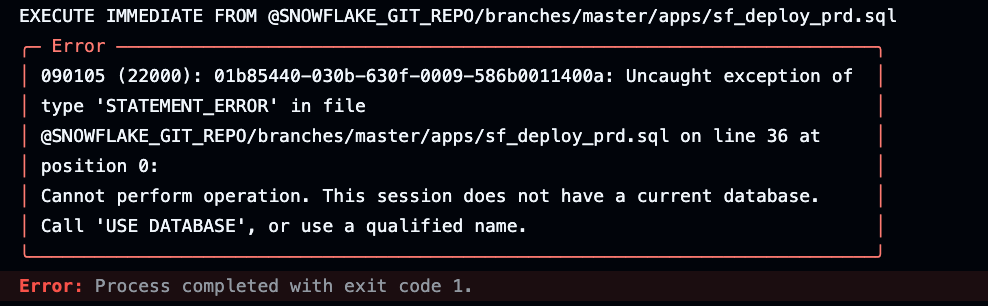 EXECUTE IMMEDIATE FROM @SNOWFLAKE_GIT_REPO/branches/master/apps/sf_deploy_prd.sql
Error
090105 (22000): 01b85440-030b-630f-0009-586b0011400a: Uncaught exception of
type 'STATEMENT_ERROR' in file
@SNOWFLAKE_GIT_REPO/branches/master/apps/sf_deploy_prd.sql on line 36 at
position 0:
Cannot perform operation. This session does not have a current database.
Call 'USE DATABASE', or use a qualified name.
Error: Process completed with exit code 1.